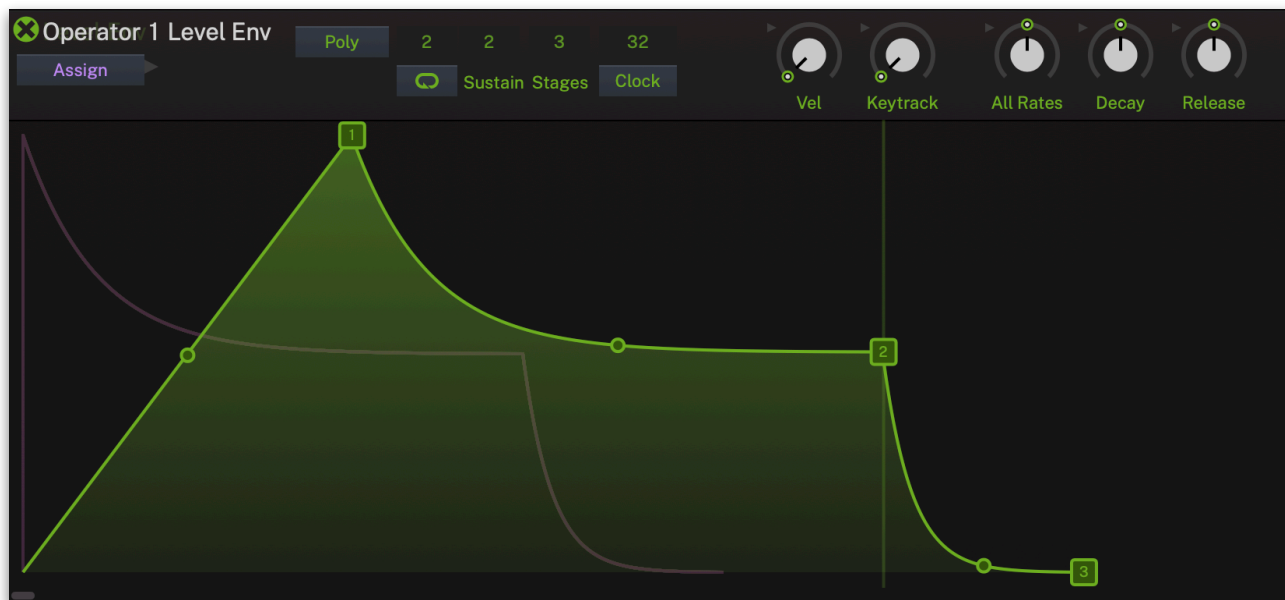 Operator 1 Level Env
Assign
Poly
2 2 3 32
Sustain Stages Clock
Vel Keytrack All Rates Decay Release
1
2
3